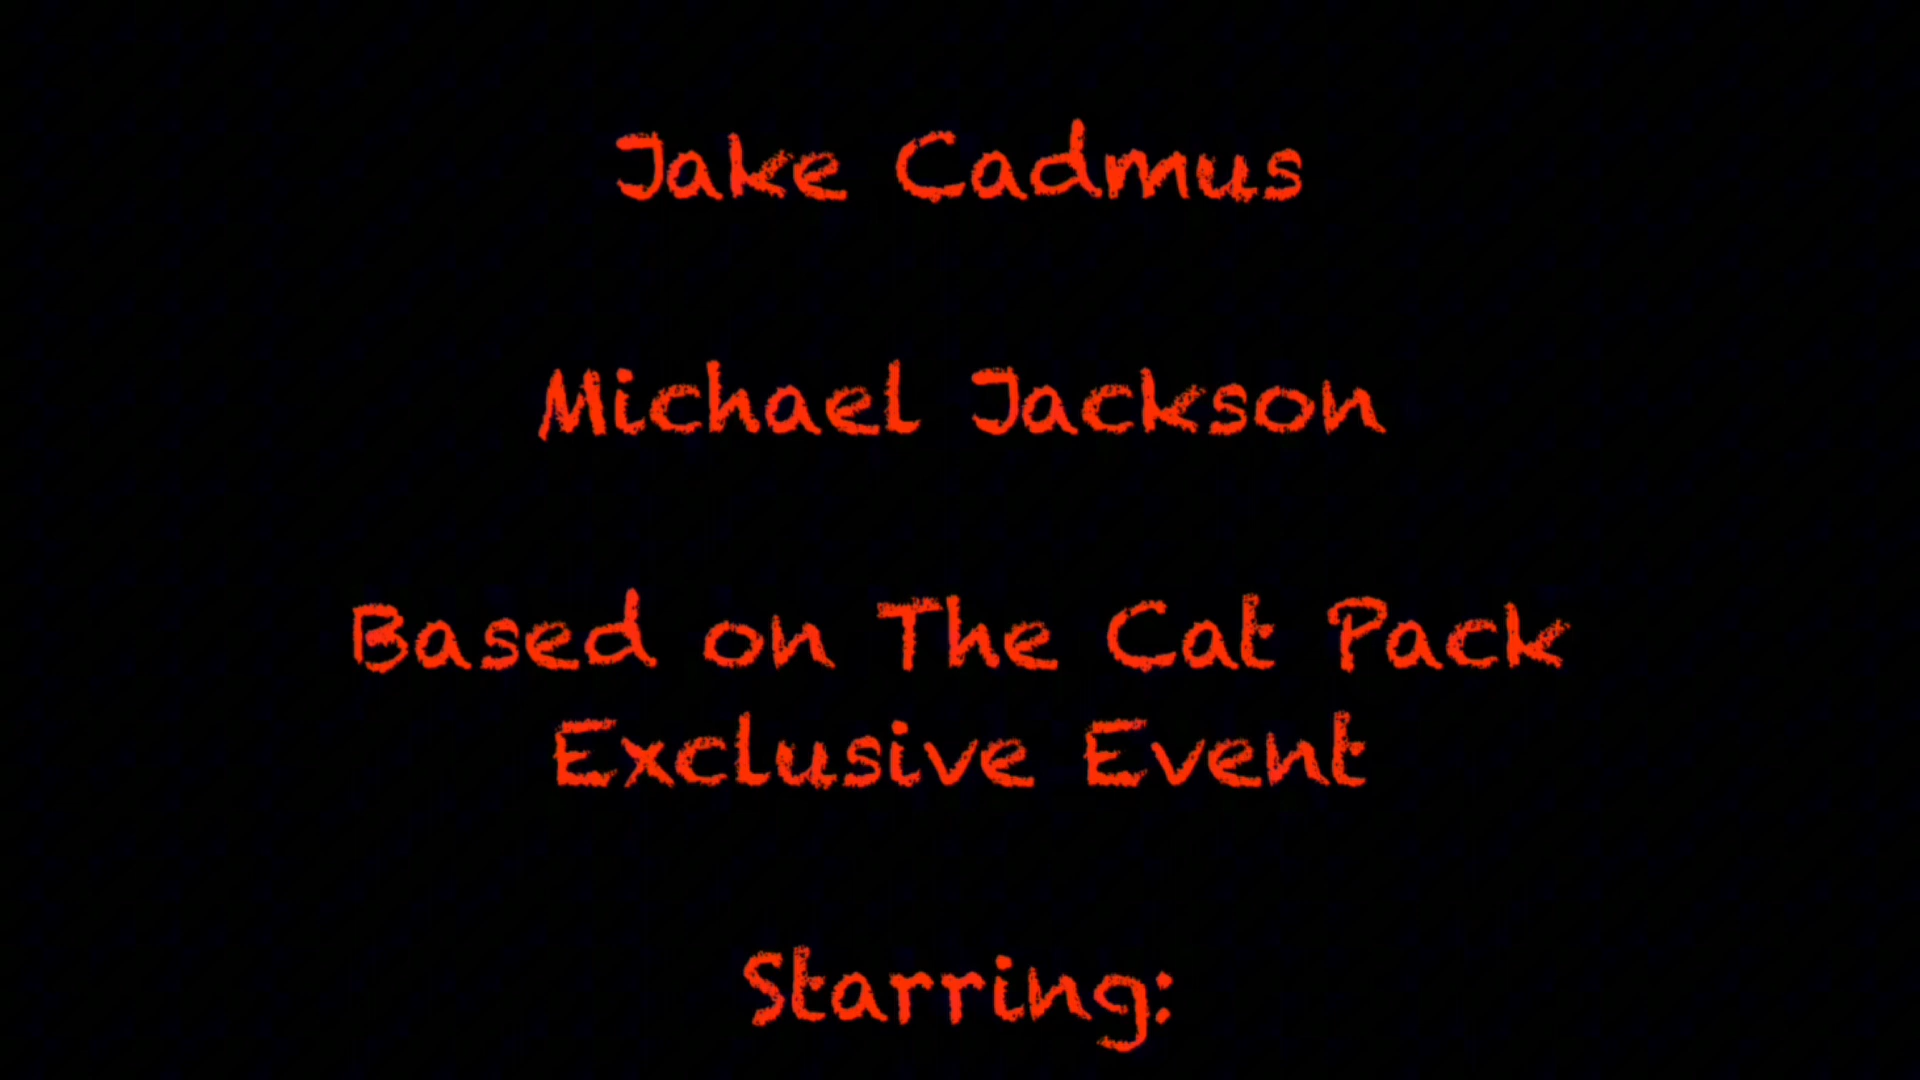 Jake Cadmus
Michael Jackson
Based on The Cat Pack
Exclusive Event
Starring: